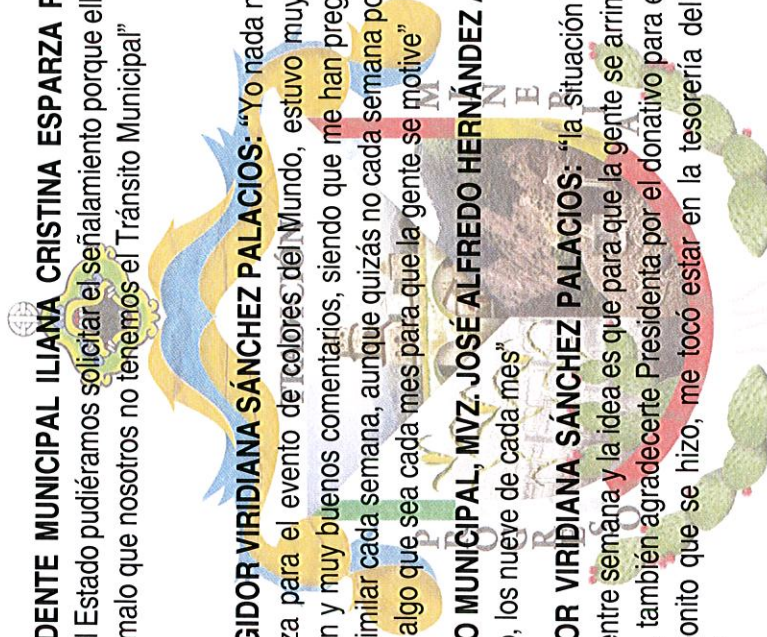 DENTE MUNICIPAL ILIANA CRISTINA ESPARZA
l Estado pudiéramos solicitar el señalamiento porque ell
malo que nosotros no tenemos el Tránsito Municipal”
GIDOR VIRIDIANA SÁNCHEZ PALACIOS: “Yo nada
za para el evento de colores del Mundo, estuvo muy
n y muy buenos comentarios, siendo que me han preg
imilar cada semana, aunque quizás no cada semana po
algo que sea cada mes para que la gente se motive”
O MUNICIPAL, MVZ. JOSÉ ALFREDO HERNÁNDEZ
, los nueve de cada mes”
OR VIRIDIANA SÁNCHEZ PALACIOS: “la situación
entre semana y la idea es que para que la gente se arrin
también agradecerte Presidenta por el donativo para e
onito que se hizo, me tocó estar en la tesorería del
PROGRESO
MINERIA